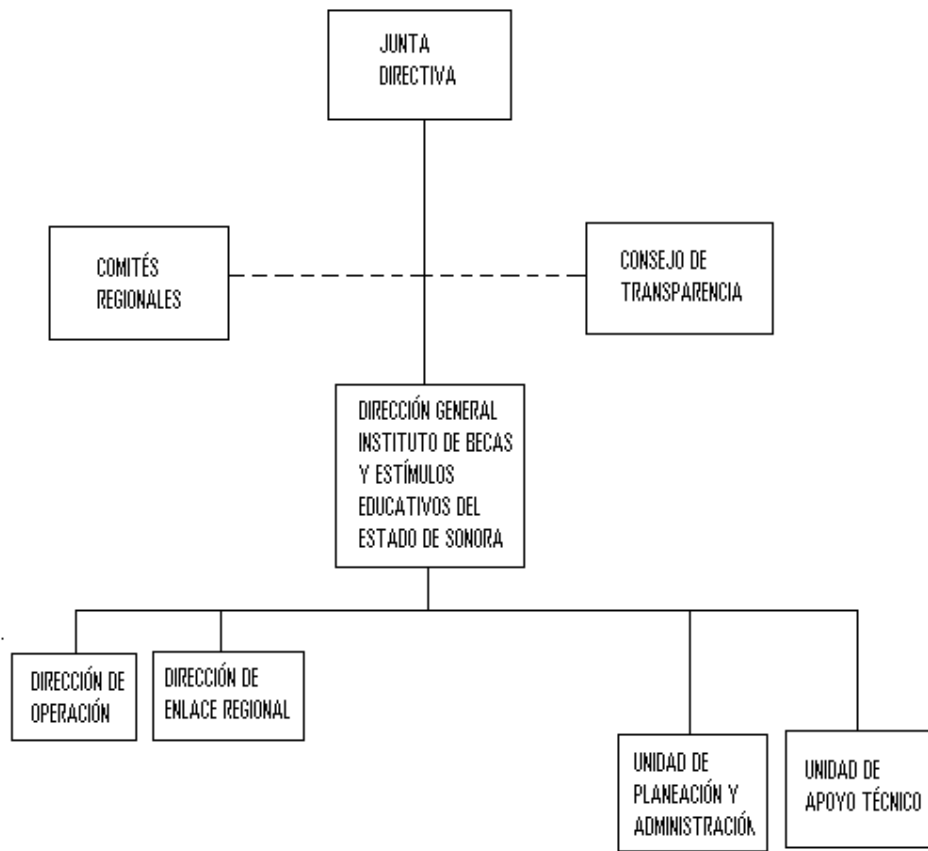 JUNTA
DIRECTIVA
COMITÉS
REGIONALES
CONSEJO DE
TRANSPARENCIA
DIRECCIÓN GENERAL
INSTITUTO DE BECAS
Y ESTÍMULOS
EDUCATIVOS DEL
ESTADO DE SONORA
DIRECCIÓN DE
OPERACIÓN
DIRECCIÓN DE
ENLACE REGIONAL
UNIDAD DE
PLANEACIÓN Y
ADMINISTRACIÓN
UNIDAD DE
APOYO TÉCNICO